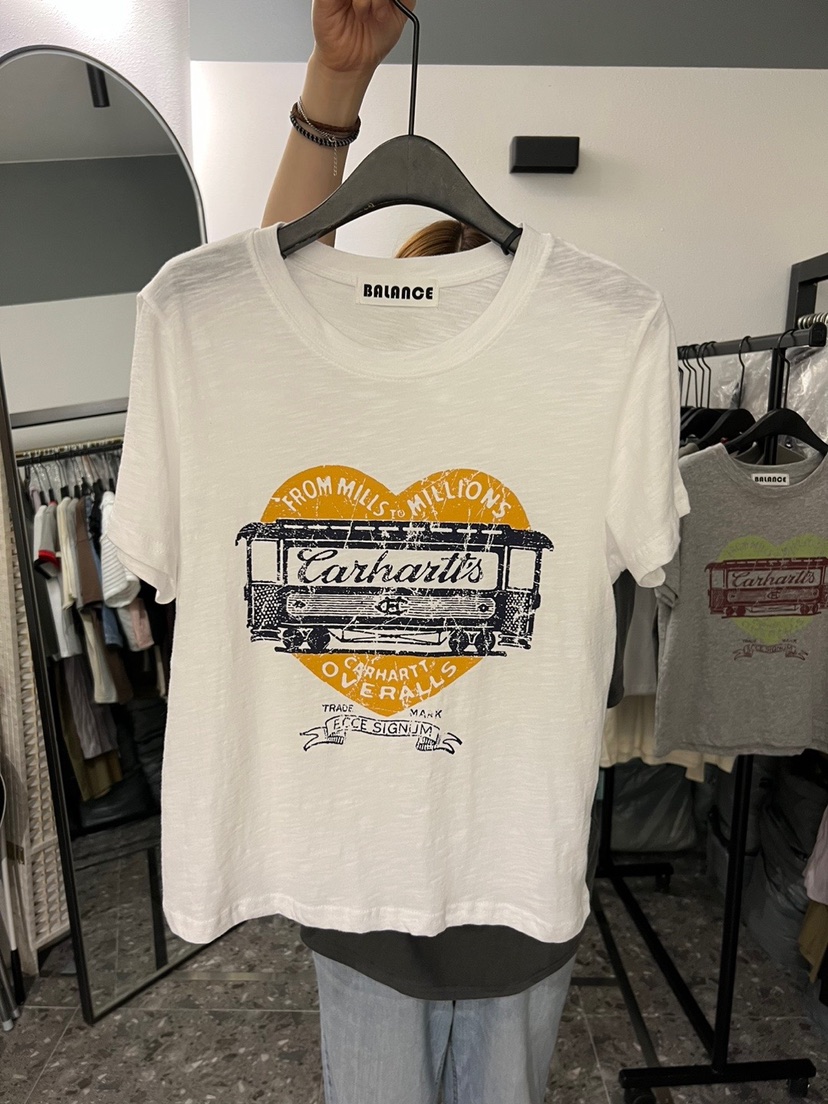 BALANCE
FROM MILLS TO MILLIONS
Carhartt's
CARHARTT,
OVERALLS
TRADE MARK
ECCE SIGNUM
BALANCE
Carhartt's